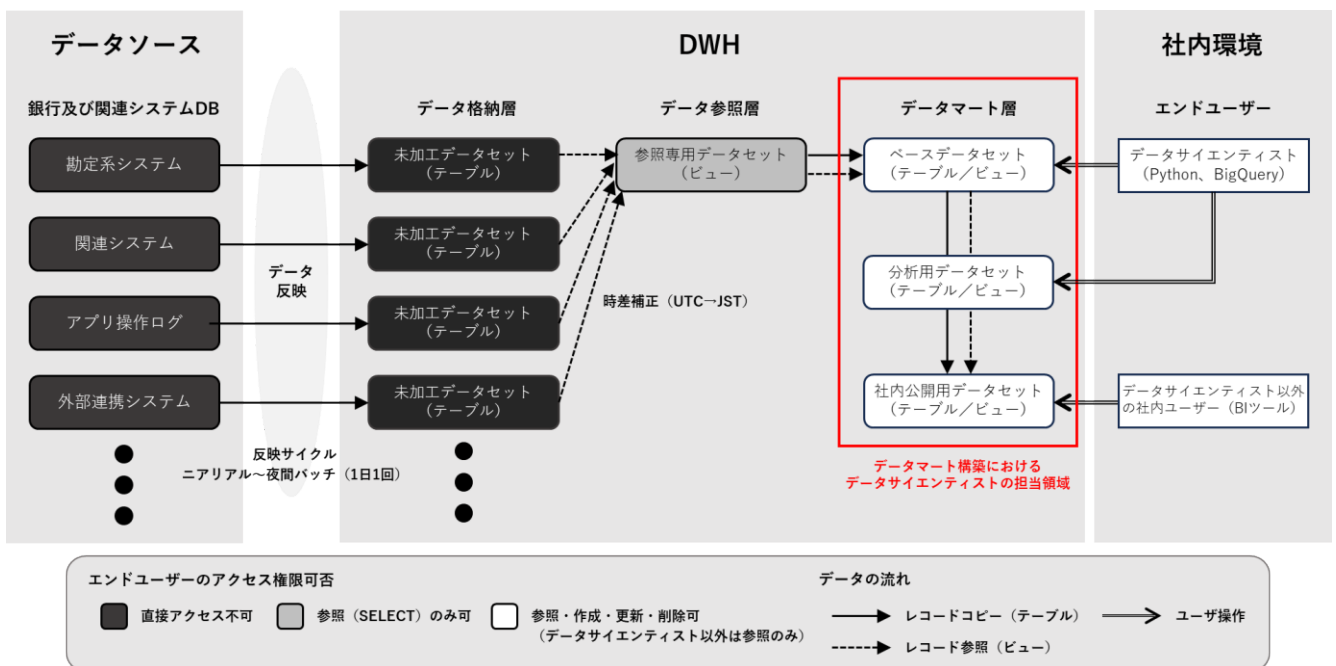 データソース
DWH
社内環境
銀行及び関連システムDB
データ格納層
データ参照層
データマート層
エンドユーザー
勘定系システム
未加工データセット
（テーブル）
参照専用データセット
（ビュー）
ベースデータセット
（テーブル／ビュー）
データサイエンティスト
（Python、BigQuery）
関連システム
未加工データセット
（テーブル）
データ
反映
分析用データセット
（テーブル／ビュー）
時差補正（UTC→JST）
アプリ操作ログ
未加工データセット
（テーブル）
外部連携システム
未加工データセット
（テーブル）
社内公開用データセット
（テーブル／ビュー）
データサイエンティスト以外
の社内ユーザー（BIツール）
反映サイクル
ニアリアル～夜間バッチ（1日1回）
データマート構築における
データサイエンティストの担当領域
エンドユーザーのアクセス権限可否
直接アクセス不可
参照（SELECT）のみ可
参照・作成・更新・削除可
（データサイエンティスト以外は参照のみ）
データの流れ
レコードコピー（テーブル）
ユーザ操作
レコード参照（ビュー）